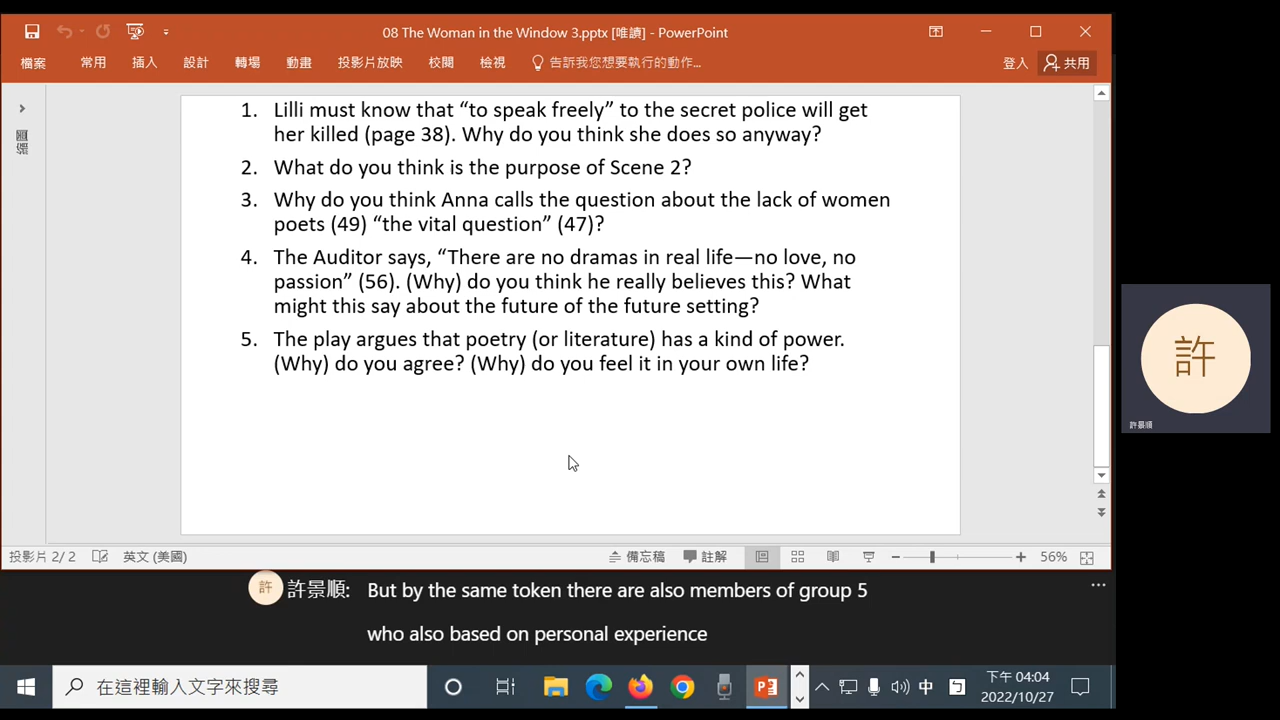 08 The Woman in the Window 3.pptx [唯讀] - PowerPoint
檔案 常用 插入 設計 轉場 動畫 投影片放映 校閱 檢視 告訴我您想要執行的動作... 登入 共用
縮圖
1. Lilli must know that “to speak freely” to the secret police will get
her killed (page 38). Why do you think she does so anyway?
2. What do you think is the purpose of Scene 2?
3. Why do you think Anna calls the question about the lack of women
poets (49) “the vital question” (47)?
4. The Auditor says, “There are no dramas in real life—no love, no
passion” (56). (Why) do you think he really believes this? What
might this say about the future of the future setting?
5. The play argues that poetry (or literature) has a kind of power.
(Why) do you agree? (Why) do you feel it in your own life?
許
許景順
投影片 2/ 2 英文 (美國) 備忘稿 註解 56%
許 許景順: But by the same token there are also members of group 5
who also based on personal experience
在這裡輸入文字來搜尋
中
下午 04:04
2022/10/27